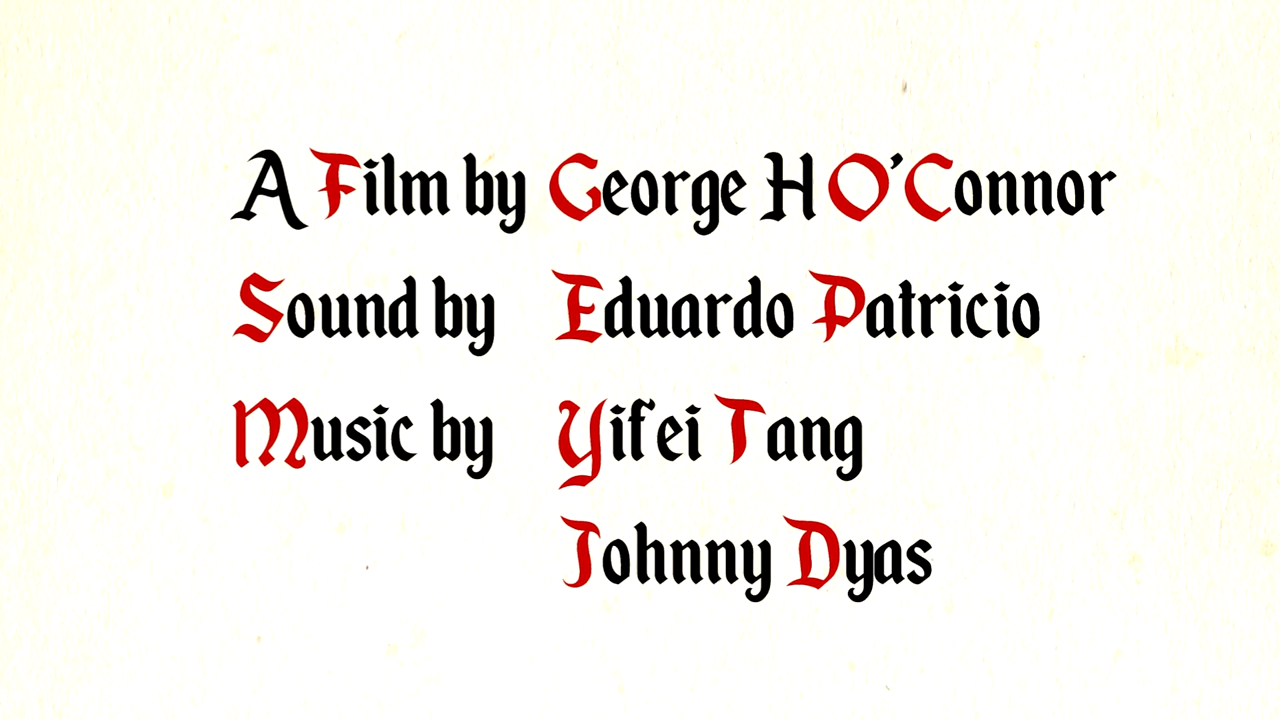 A Film by George H O'Connor
Sound by Eduardo Patricio
Music by Yifei Tang
Johnny Dyas